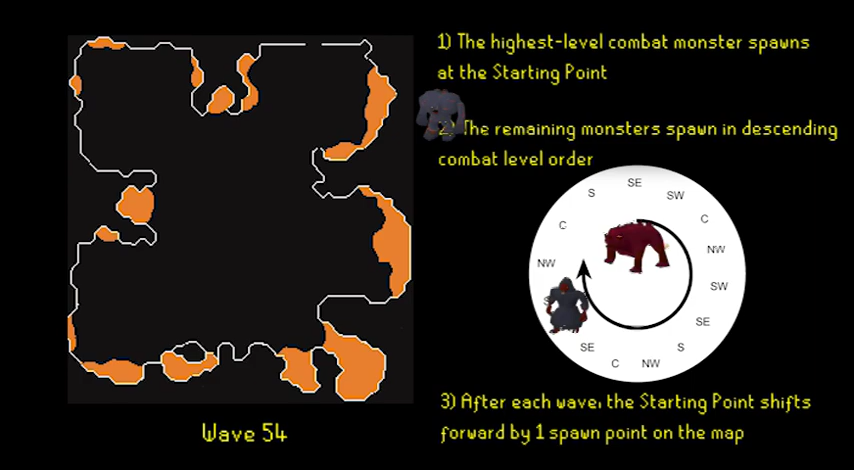 1) The highest-level combat monster spawns
at the Starting Point
2) The remaining monsters spawn in descending
combat level order
SE
SW
C
NW
SW
SE
S
NW
C
SE
NW
C
S
3) After each wave, the Starting Point shifts
forward by 1 spawn point on the map
Wave 54